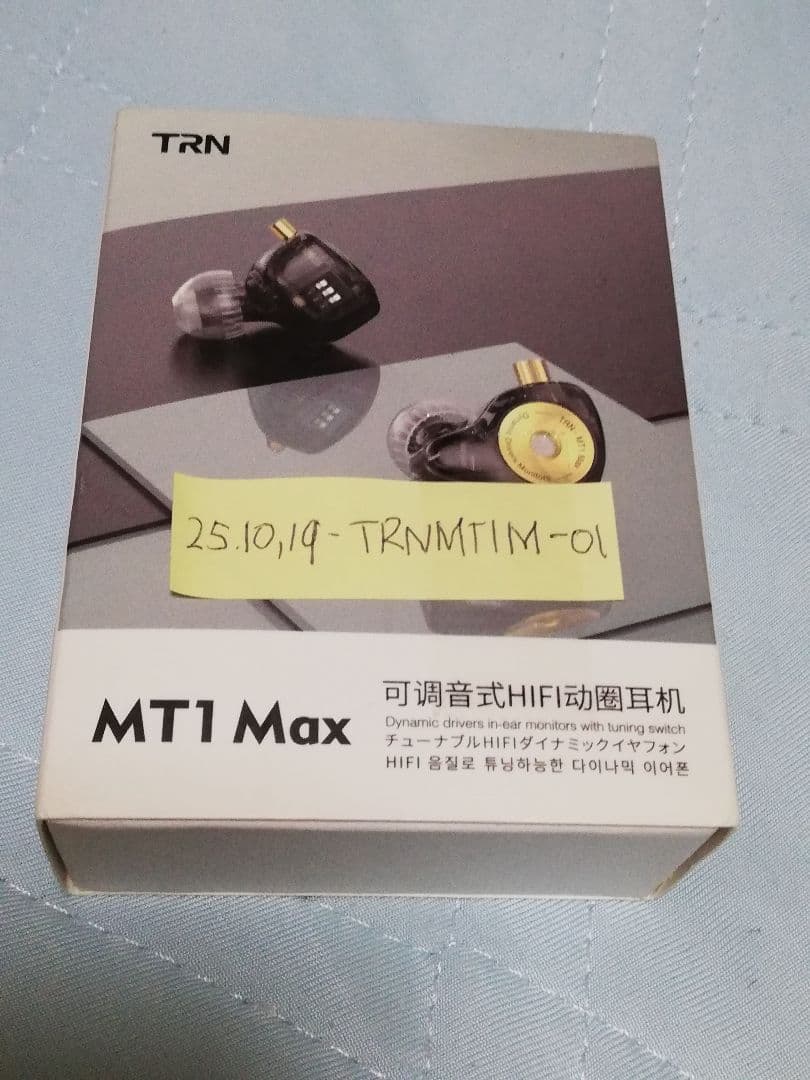 TRN
TRN - MT1 Max
25.10,19-TRNMT1M-01
MT1 Max
可调音式HIFI动圈耳机
Dynamic drivers in-ear monitors with tuning switch
チューナブルHIFIダイナミックイヤフォン
HIFI 음질로 튜닝하능한 다이나믹 이어폰